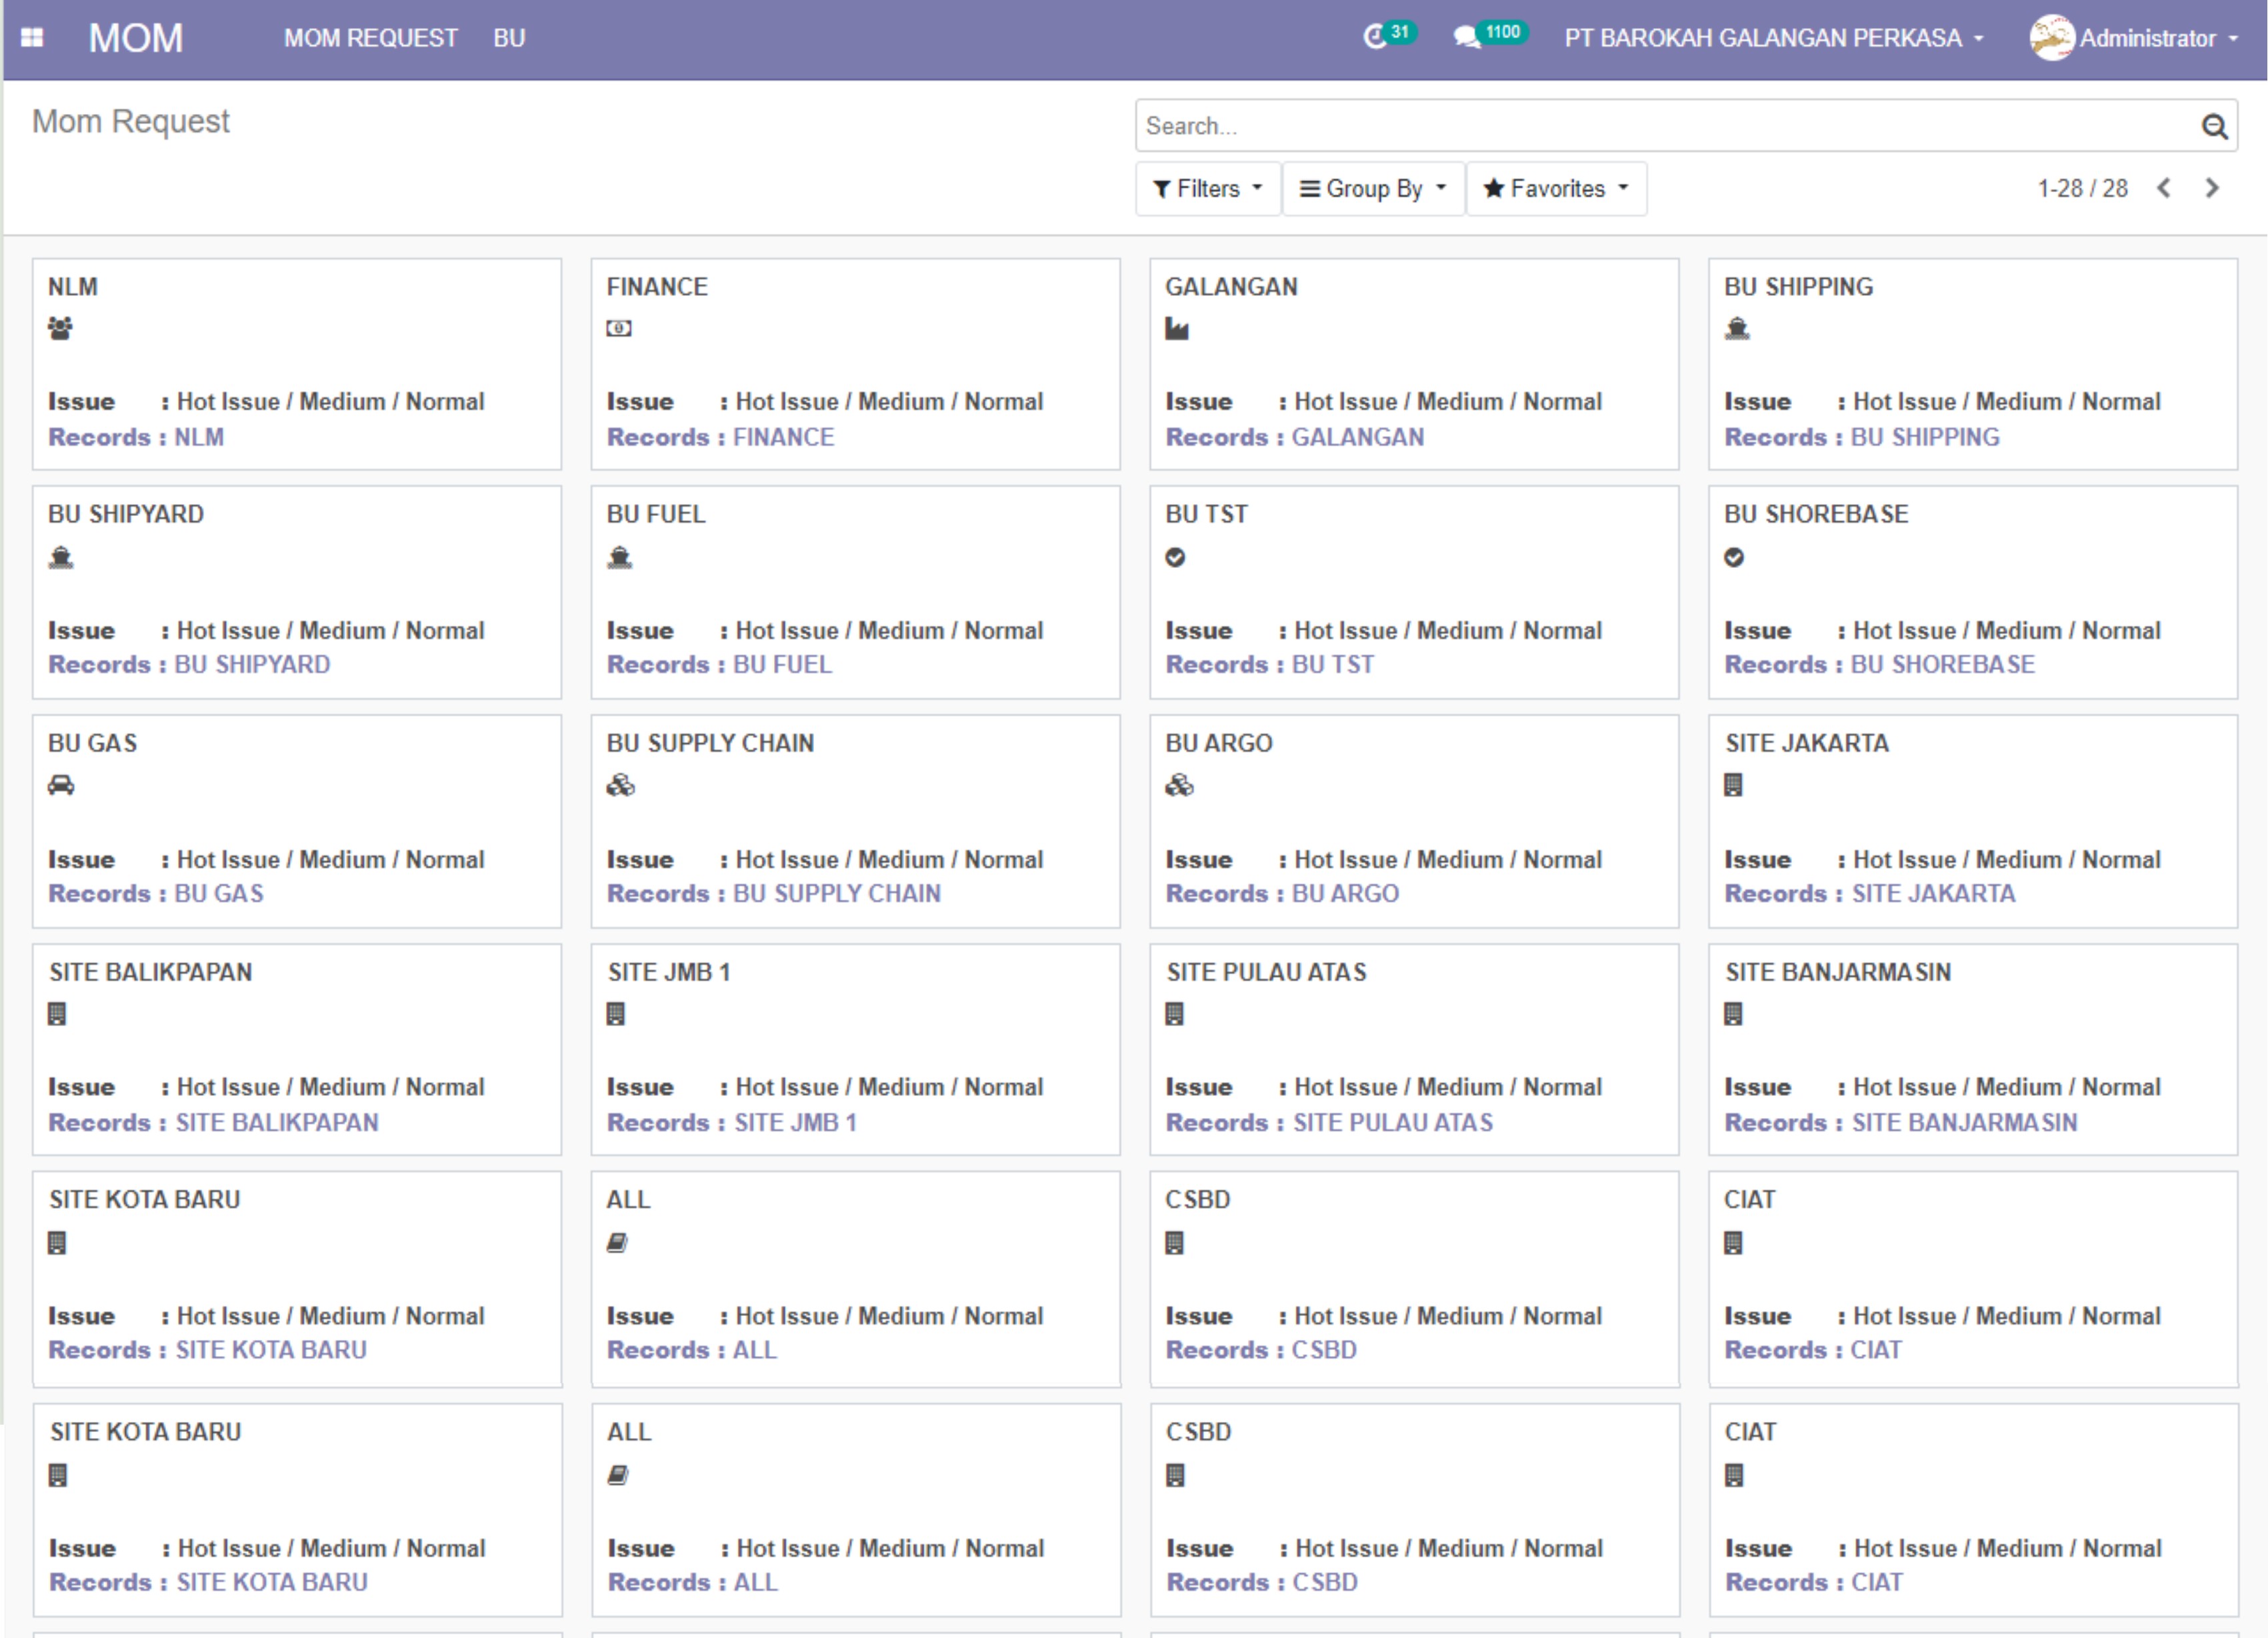 MOM MOM REQUEST BU 31 1100 PT BAROKAH GALANGAN PERKASA Administrator
Mom Request
Search...
Filters Group By Favorites 1-28 / 28
NLM
Issue : Hot Issue / Medium / Normal
Records : NLM
FINANCE
Issue : Hot Issue / Medium / Normal
Records : FINANCE
GALANGAN
Issue : Hot Issue / Medium / Normal
Records : GALANGAN
BU SHIPPING
Issue : Hot Issue / Medium / Normal
Records : BU SHIPPING
BU SHIPYARD
Issue : Hot Issue / Medium / Normal
Records : BU SHIPYARD
BU FUEL
Issue : Hot Issue / Medium / Normal
Records : BU FUEL
BU TST
Issue : Hot Issue / Medium / Normal
Records : BU TST
BU SHOREBASE
Issue : Hot Issue / Medium / Normal
Records : BU SHOREBASE
BU GAS
Issue : Hot Issue / Medium / Normal
Records : BU GAS
BU SUPPLY CHAIN
Issue : Hot Issue / Medium / Normal
Records : BU SUPPLY CHAIN
BU ARGO
Issue : Hot Issue / Medium / Normal
Records : BU ARGO
SITE JAKARTA
Issue : Hot Issue / Medium / Normal
Records : SITE JAKARTA
SITE BALIKPAPAN
Issue : Hot Issue / Medium / Normal
Records : SITE BALIKPAPAN
SITE JMB 1
Issue : Hot Issue / Medium / Normal
Records : SITE JMB 1
SITE PULAU ATAS
Issue : Hot Issue / Medium / Normal
Records : SITE PULAU ATAS
SITE BANJARMASIN
Issue : Hot Issue / Medium / Normal
Records : SITE BANJARMASIN
SITE KOTA BARU
Issue : Hot Issue / Medium / Normal
Records : SITE KOTA BARU
ALL
Issue : Hot Issue / Medium / Normal
Records : ALL
CSBD
Issue : Hot Issue / Medium / Normal
Records : CSBD
CIAT
Issue : Hot Issue / Medium / Normal
Records : CIAT
SITE KOTA BARU
Issue : Hot Issue / Medium / Normal
Records : SITE KOTA BARU
ALL
Issue : Hot Issue / Medium / Normal
Records : ALL
CSBD
Issue : Hot Issue / Medium / Normal
Records : CSBD
CIAT
Issue : Hot Issue / Medium / Normal
Records : CIAT